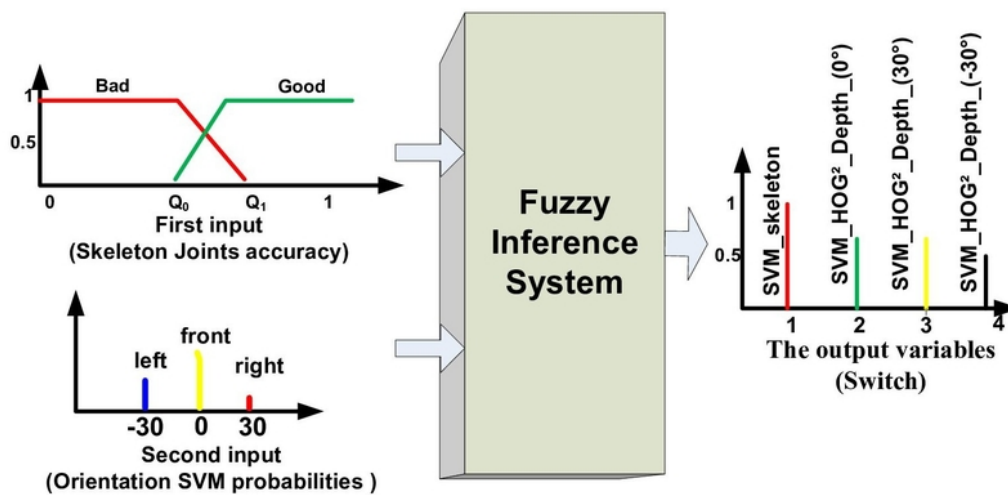 Bad
Good
1
0.5
0
Q₀
Q₁
1
First input
(Skeleton Joints accuracy)
left
front
right
-30
0
30
Second input
(Orientation SVM probabilities )
Fuzzy
Inference
System
SVM_skeleton
SVM_HOG²_Depth_(0°)
SVM_HOG²_Depth_(30°)
SVM_HOG²_Depth_(-30°)
1
0.5
1
2
3
4
The output variables
(Switch)